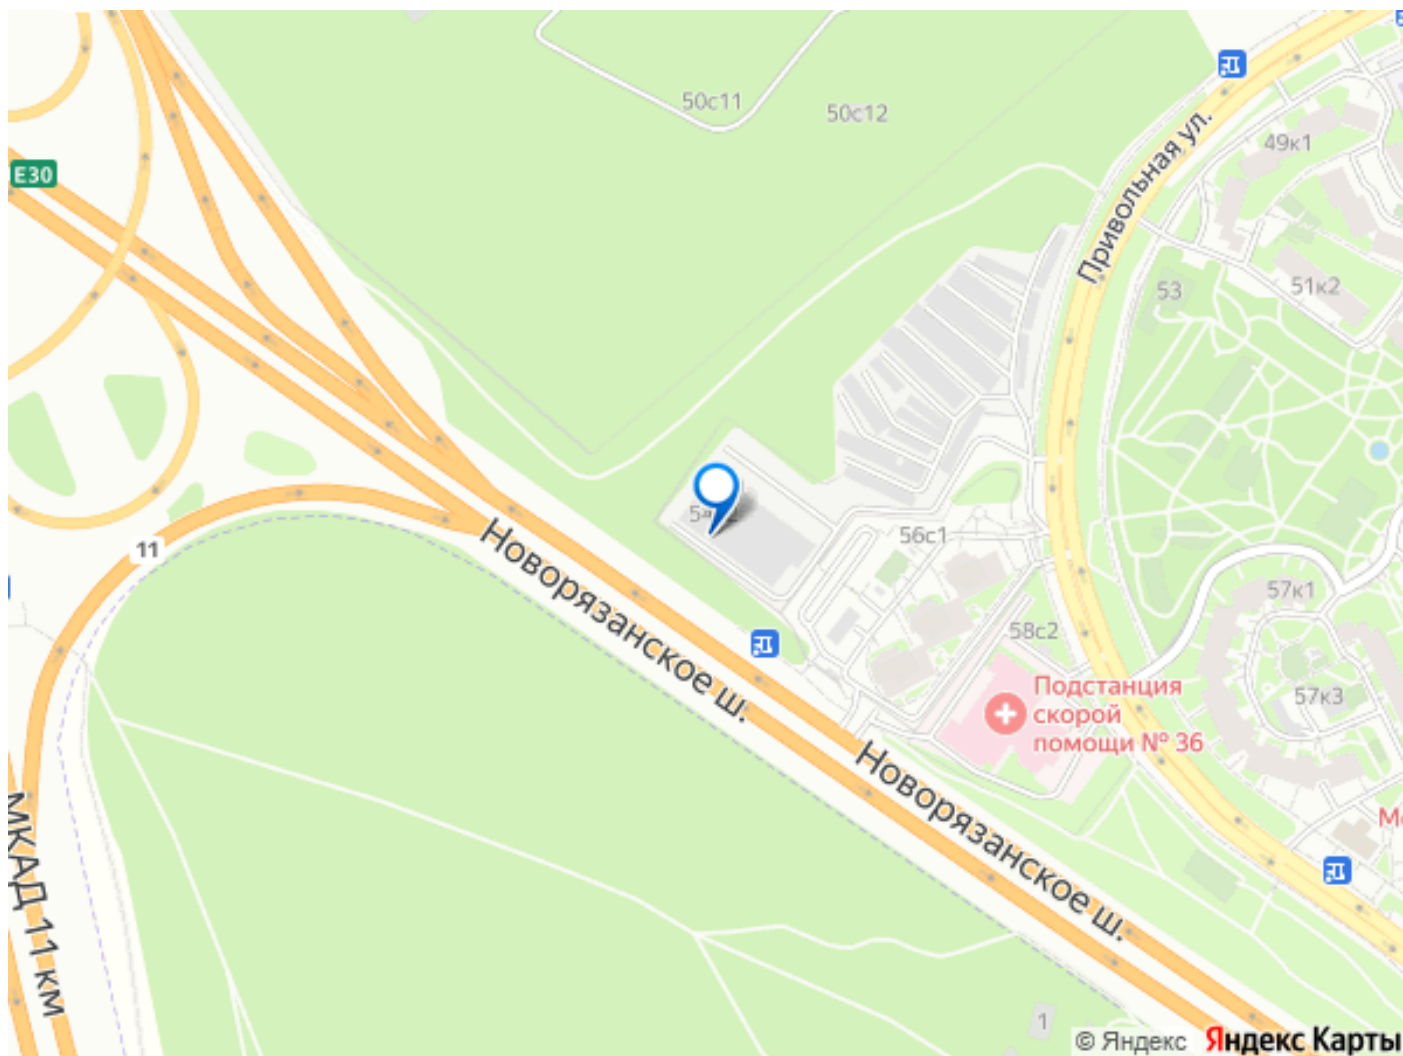 50с11
50с12
49к1
E30
Привольная ул.
53
51к2
56с1
11
Новорязанское ш.
57к1
58с2
Подстанция
скорой
помощи № 36
57к3
Новорязанское ш.
МКАД 11 км
1
© Яндекс
Яндекс Карты